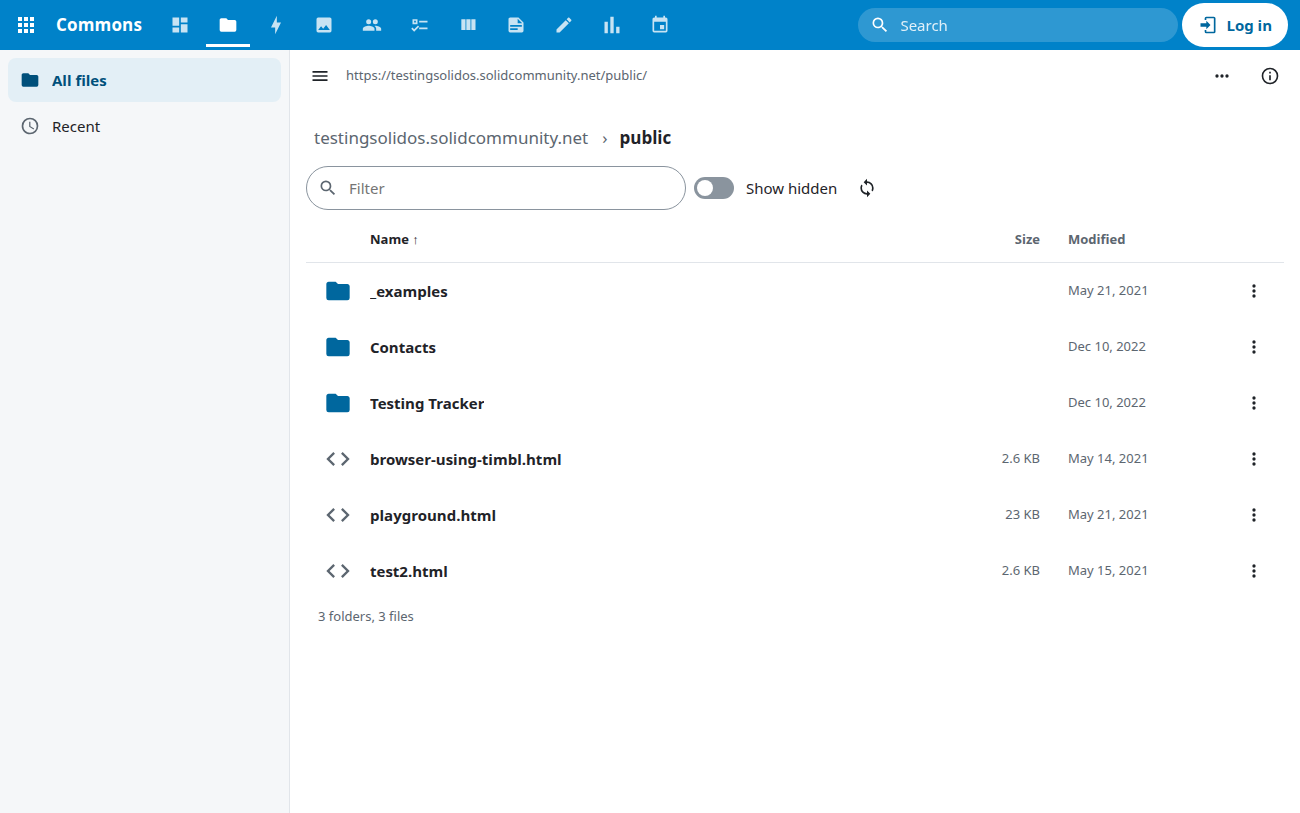 Commons
Search
Log in
All files
Recent
https://testingsolidos.solidcommunity.net/public/
testingsolidos.solidcommunity.net › public
Filter
Show hidden
Name ↑ Size Modified
_examples May 21, 2021
Contacts Dec 10, 2022
Testing Tracker Dec 10, 2022
browser-using-timbl.html 2.6 KB May 14, 2021
playground.html 23 KB May 21, 2021
test2.html 2.6 KB May 15, 2021
3 folders, 3 files